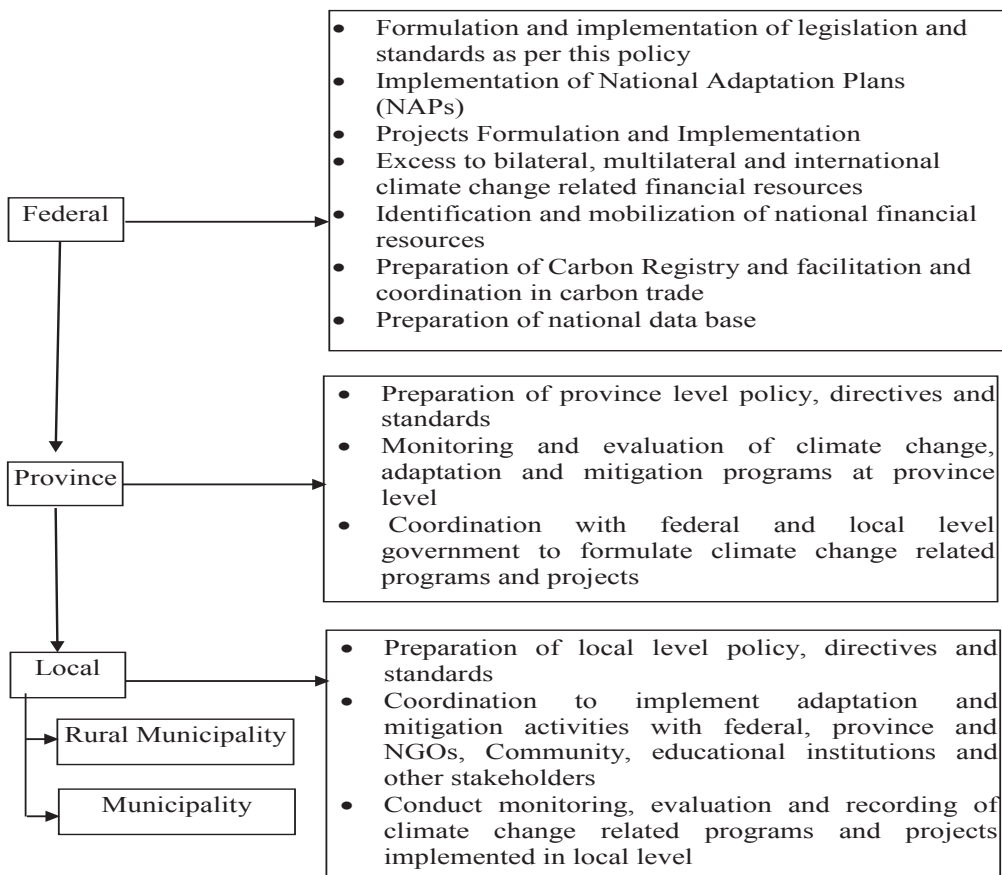 • Formulation and implementation of legislation and
standards as per this policy
• Implementation of National Adaptation Plans
(NAPs)
• Projects Formulation and Implementation
• Excess to bilateral, multilateral and international
climate change related financial resources
• Identification and mobilization of national financial
resources
• Preparation of Carbon Registry and facilitation and
coordination in carbon trade
• Preparation of national data base
Federal
• Preparation of province level policy, directives and
standards
• Monitoring and evaluation of climate change,
adaptation and mitigation programs at province
level
• Coordination with federal and local level
government to formulate climate change related
programs and projects
Province
• Preparation of local level policy, directives and
standards
• Coordination to implement adaptation and
mitigation activities with federal, province and
NGOs, Community, educational institutions and
other stakeholders
• Conduct monitoring, evaluation and recording of
climate change related programs and projects
implemented in local level
Local
Rural Municipality
Municipality